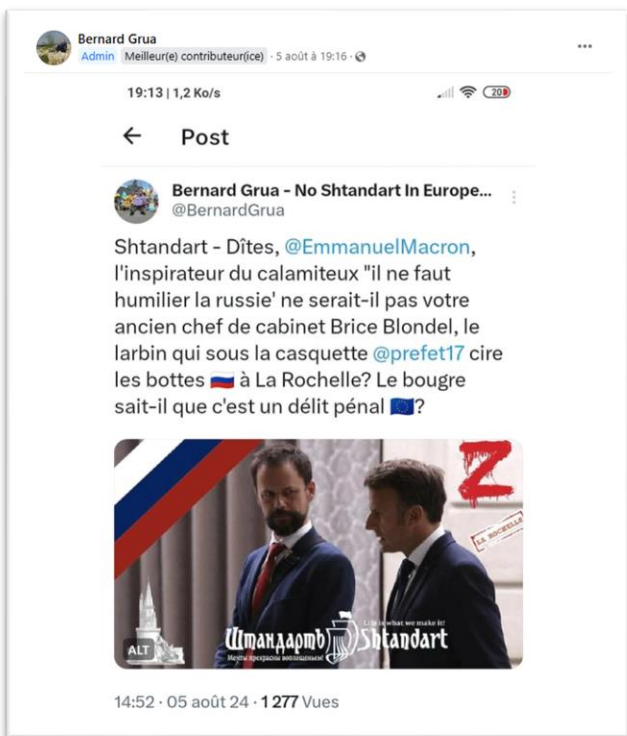 Bernard Grua
Admin Meilleur(e) contributeur(ice) · 5 août à 19:16 ·
19:13 | 1,2 Ko/s
20
← Post
Bernard Grua - No Shtandart In Europe...
@BernardGrua
Shtandart - Dîtes, @EmmanuelMacron,
l'inspirateur du calamiteux "il ne faut
humilier la russie' ne serait-il pas votre
ancien chef de cabinet Brice Blondel, le
larbin qui sous la casquette @prefet17 cire
les bottes 🇷🇺 à La Rochelle? Le bougre
sait-il que c'est un délit pénal 🇪🇺?
Z
LA ROCHELLE
Life is what we make it!
Штандартъ Shtandart
Мечты прекрасны воплощеньем!
ALT
14:52 · 05 août 24 · 1 277 Vues